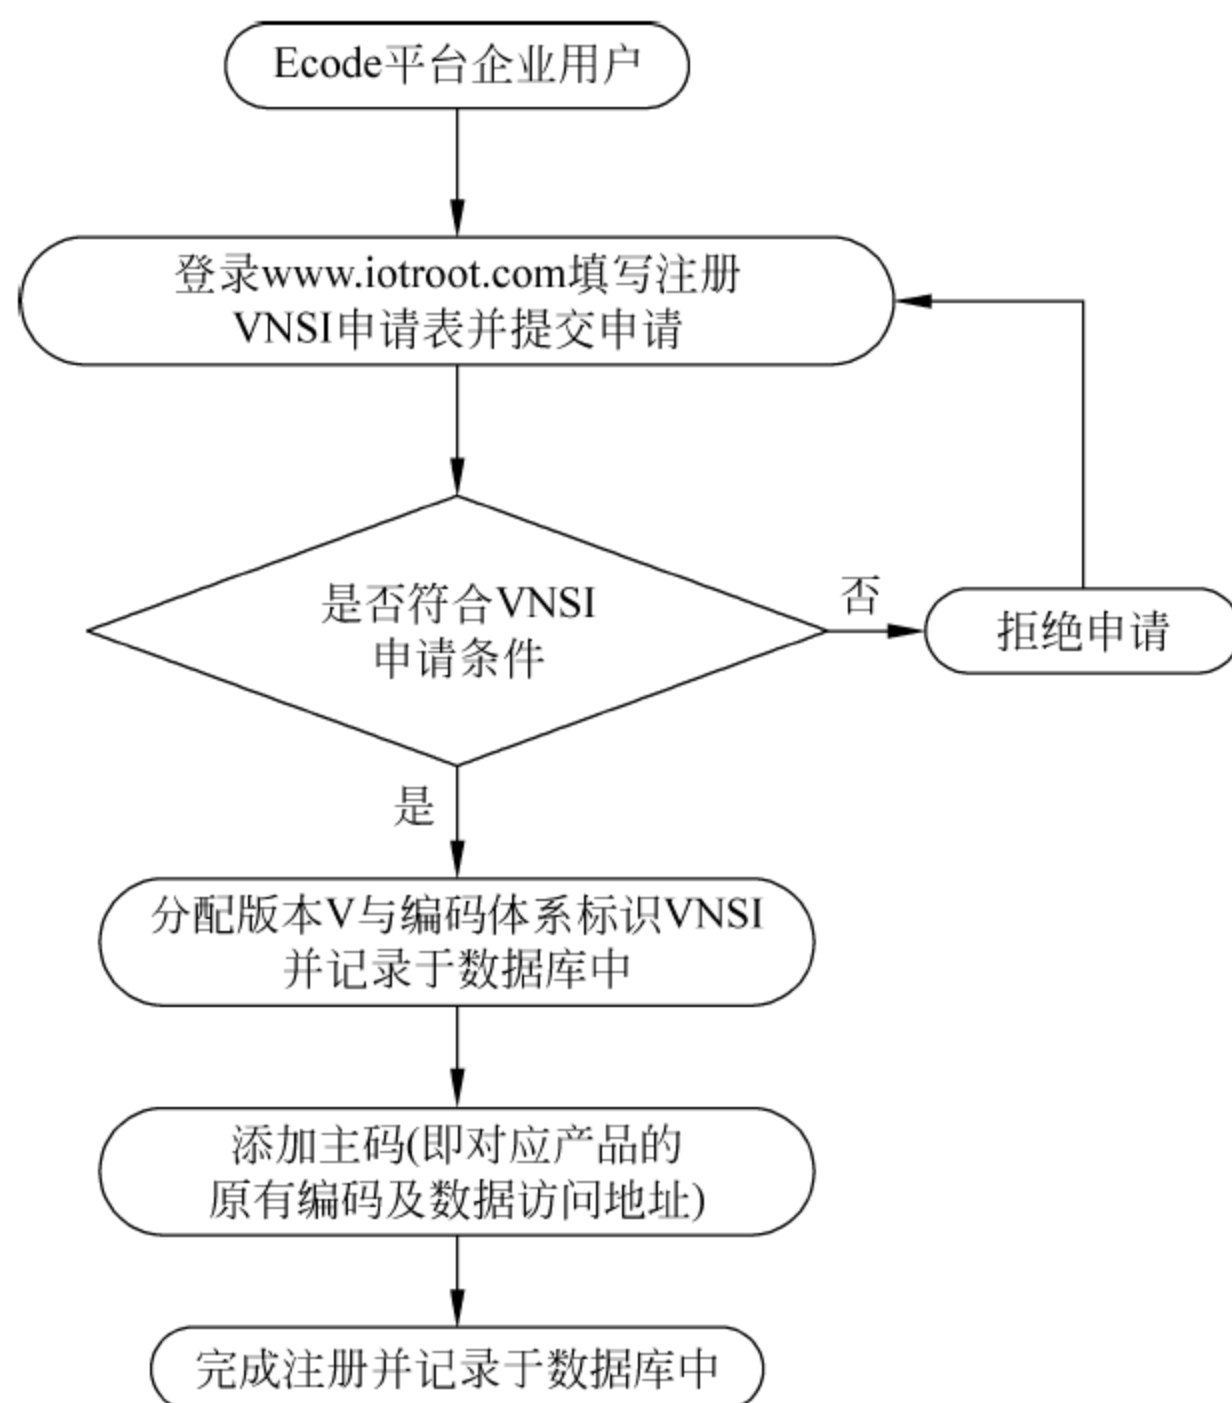 Ecode平台企业用户
登录www.iotroot.com填写注册
VNSI申请表并提交申请
是否符合VNSI
申请条件
否
拒绝申请
是
分配版本V与编码体系标识VNSI
并记录于数据库中
添加主码(即对应产品的
原有编码及数据访问地址)
完成注册并记录于数据库中